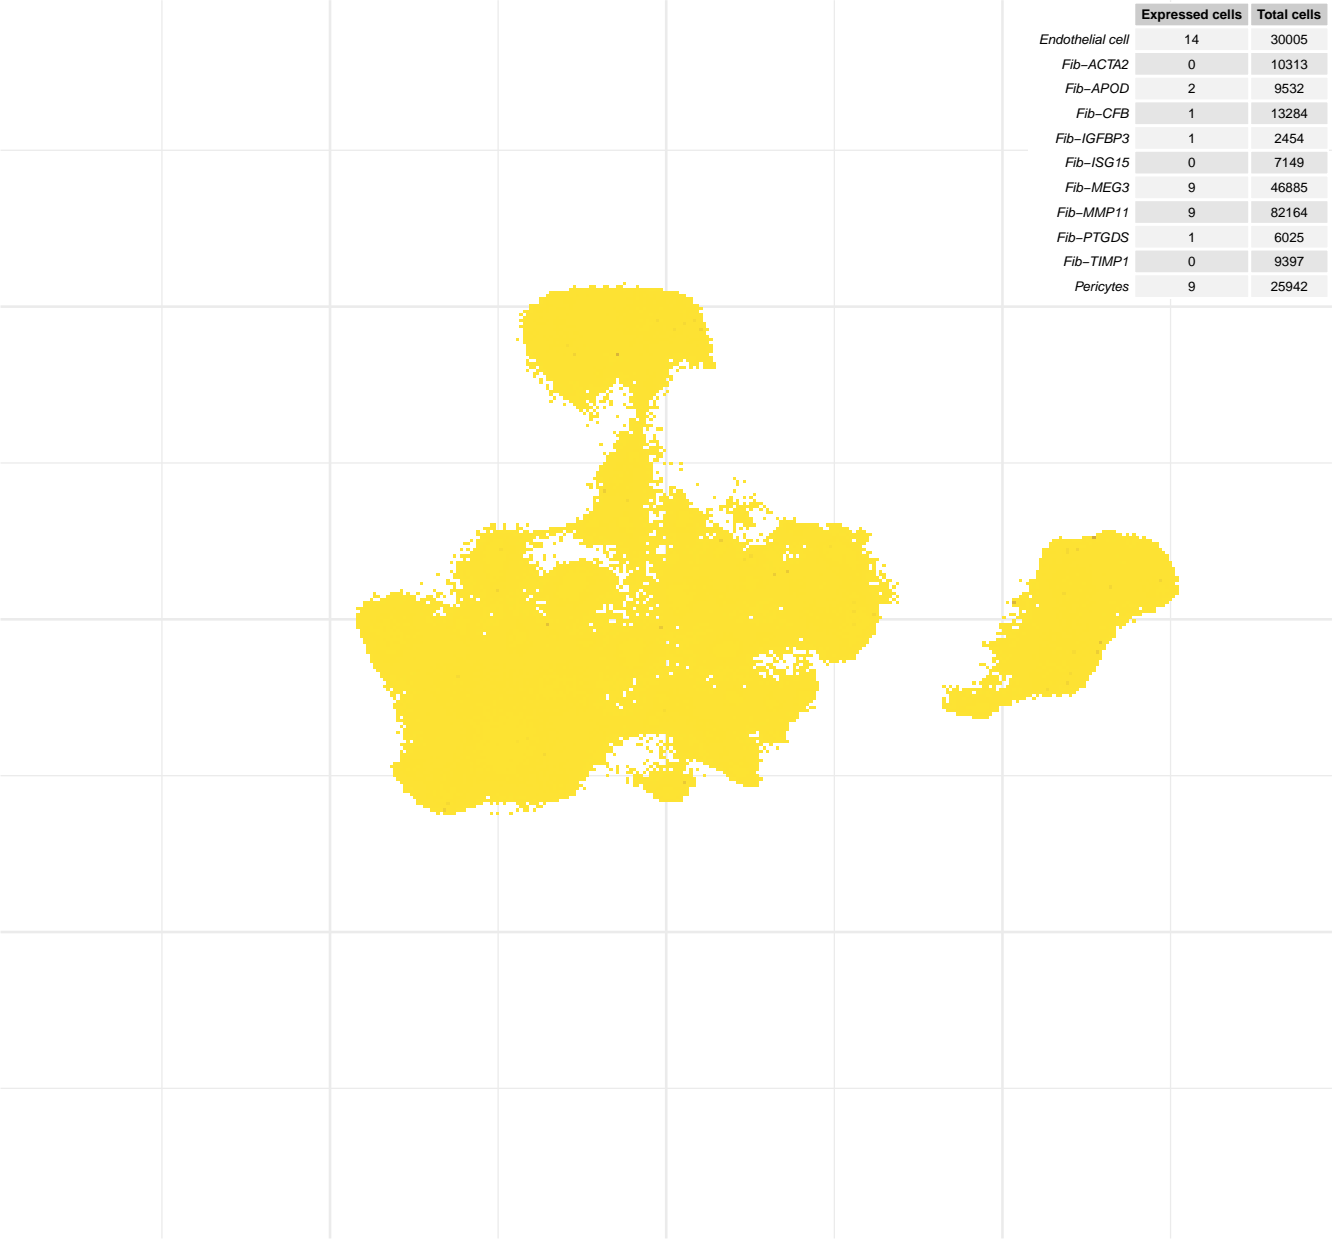 Expressed cells Total cells
Endothelial cell 14 30005
Fib−ACTA2 0 10313
Fib−APOD 2 9532
Fib−CFB 1 13284
Fib−IGFBP3 1 2454
Fib−ISG15 0 7149
Fib−MEG3 9 46885
Fib−MMP11 9 82164
Fib−PTGDS 1 6025
Fib−TIMP1 0 9397
Pericytes 9 25942